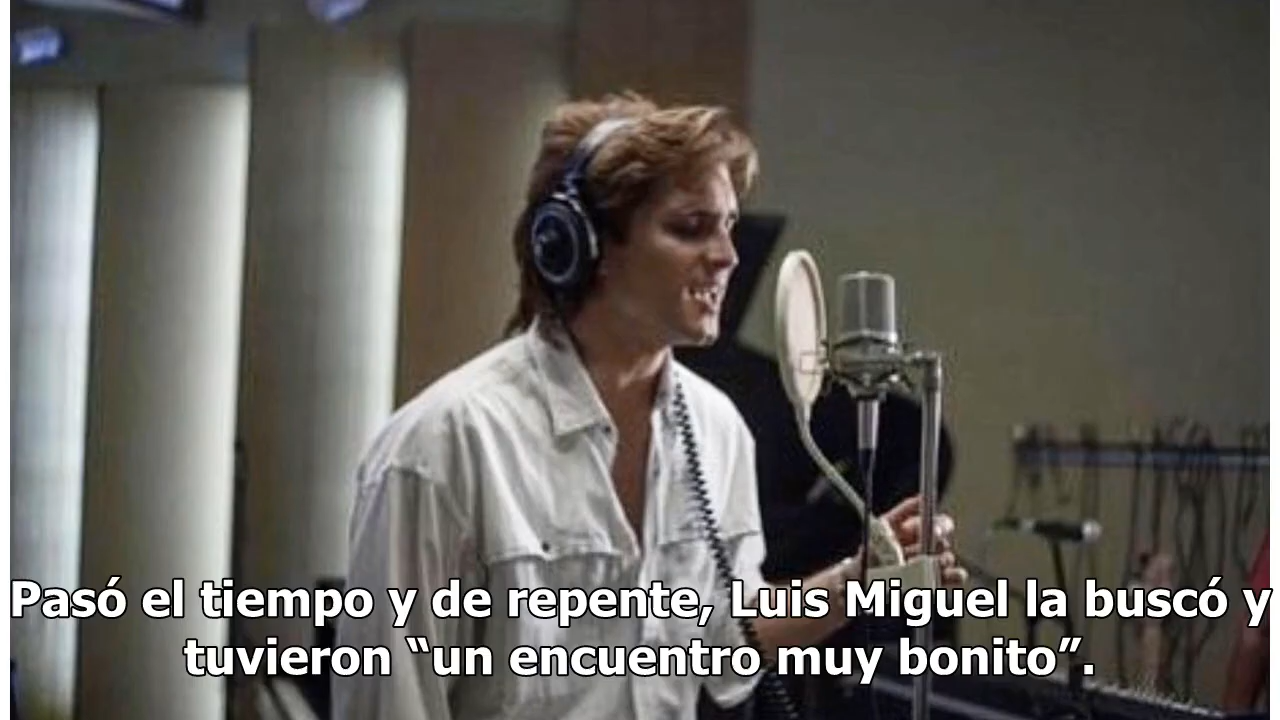 Pasó el tiempo y de repente, Luis Miguel la buscó y
tuvieron “un encuentro muy bonito”.